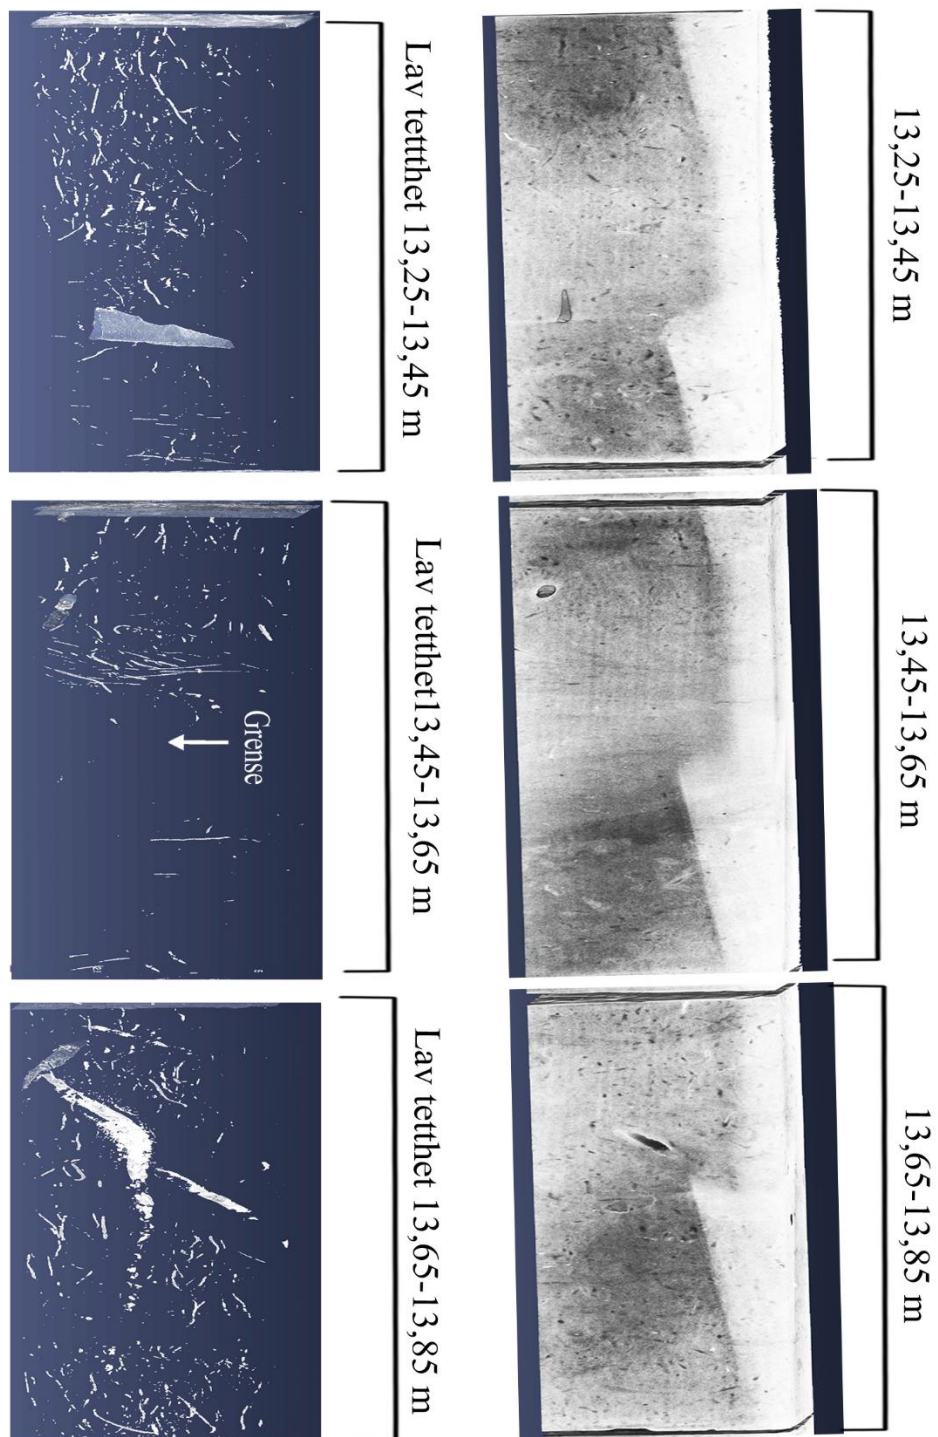 13,25-13,45 m
13,45-13,65 m
13,65-13,85 m
Lav tettthet 13,25-13,45 m
Lav tetthet13,45-13,65 m
Lav tetthet 13,65-13,85 m
Grense